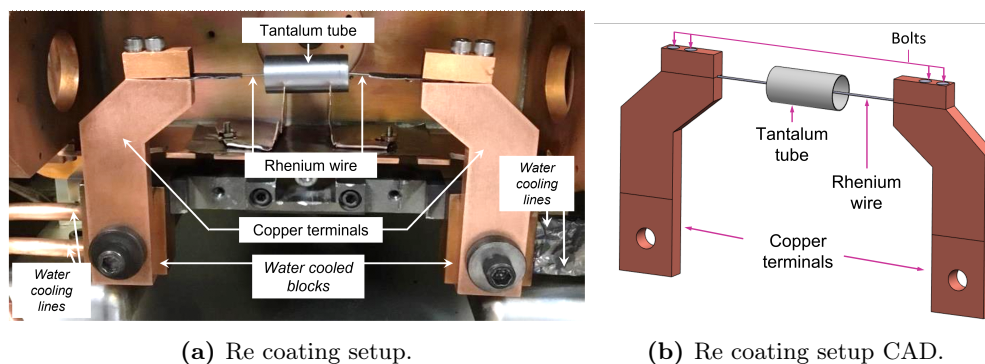 Tantalum tube
Rhenium wire
Water
cooling
lines
Copper terminals
Water cooled
blocks
Water
cooling
lines
(a) Re coating setup.
Bolts
Tantalum
tube
Rhenium
wire
Copper
terminals
(b) Re coating setup CAD.